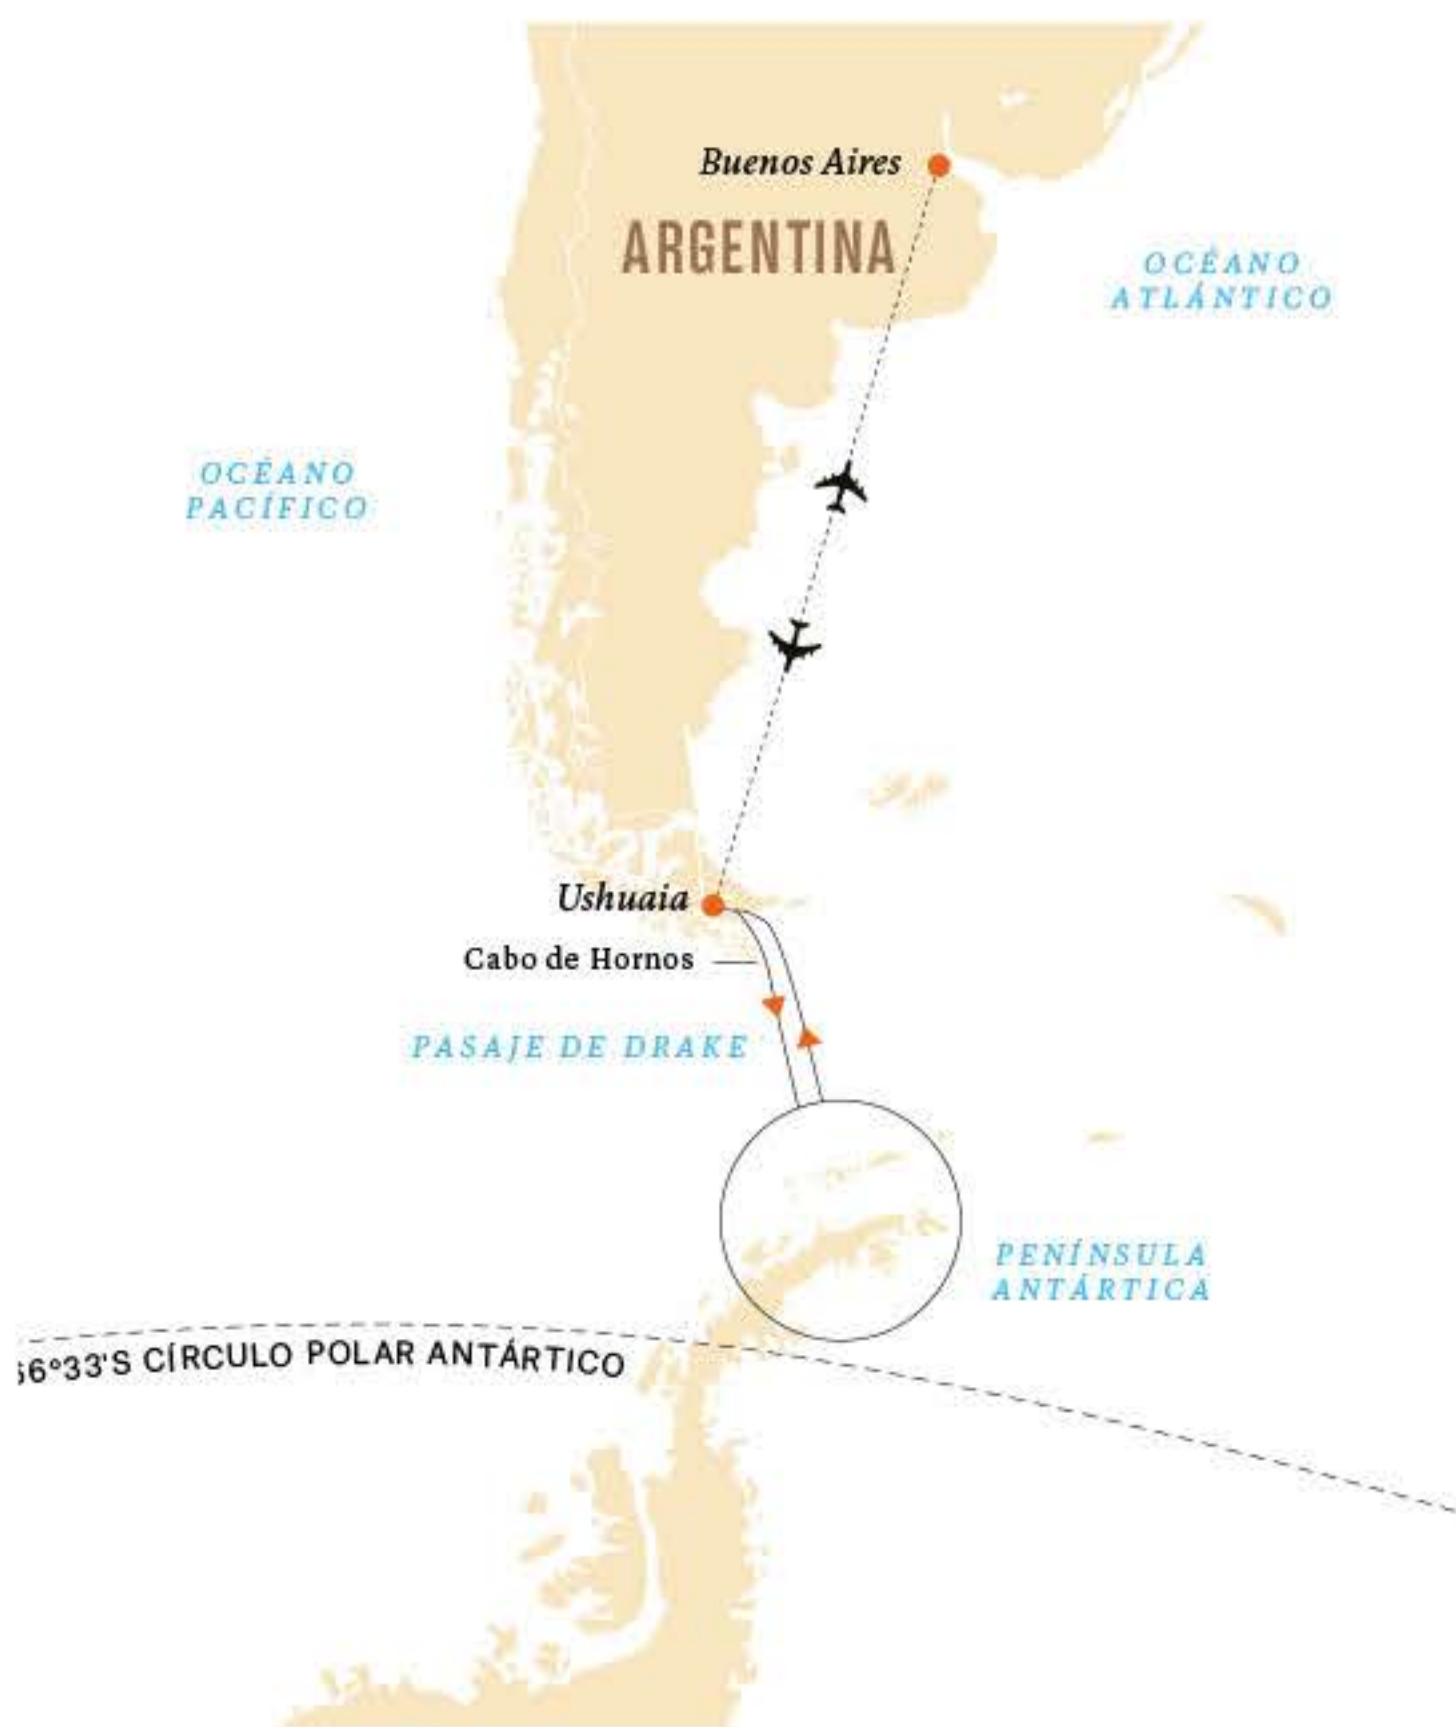 Buenos Aires
ARGENTINA
OCÉANO
ATLÁNTICO
OCÉANO
PACÍFICO
Ushuaia
Cabo de Hornos
PASAJE DE DRAKE
PENÍNSULA
ANTÁRTICA
66°33'S CÍRCULO POLAR ANTÁRTICO